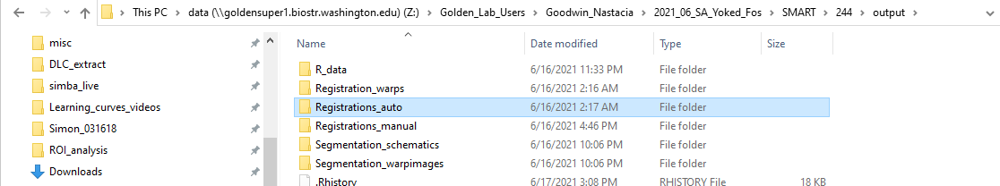 This PC > data (\\goldensuper1.biostr.washington.edu) (Z:) > Golden_Lab_Users > Goodwin_Nastacia > 2021_06_SA_Yoked_Fos > SMART > 244 > output >
misc
DLC_extract
simba_live
Learning_curves_videos
Simon_031618
ROI_analysis
Downloads
Name Date modified Type Size
R_data 6/16/2021 11:33 PM File folder
Registration_warps 6/16/2021 2:16 AM File folder
Registrations_auto 6/16/2021 2:17 AM File folder
Registrations_manual 6/16/2021 4:46 PM File folder
Segmentation_schematics 6/16/2021 10:06 PM File folder
Segmentation_warpimages 6/16/2021 10:06 PM File folder
.Rhistory 6/17/2021 3:08 PM RHISTORY File 18 KB